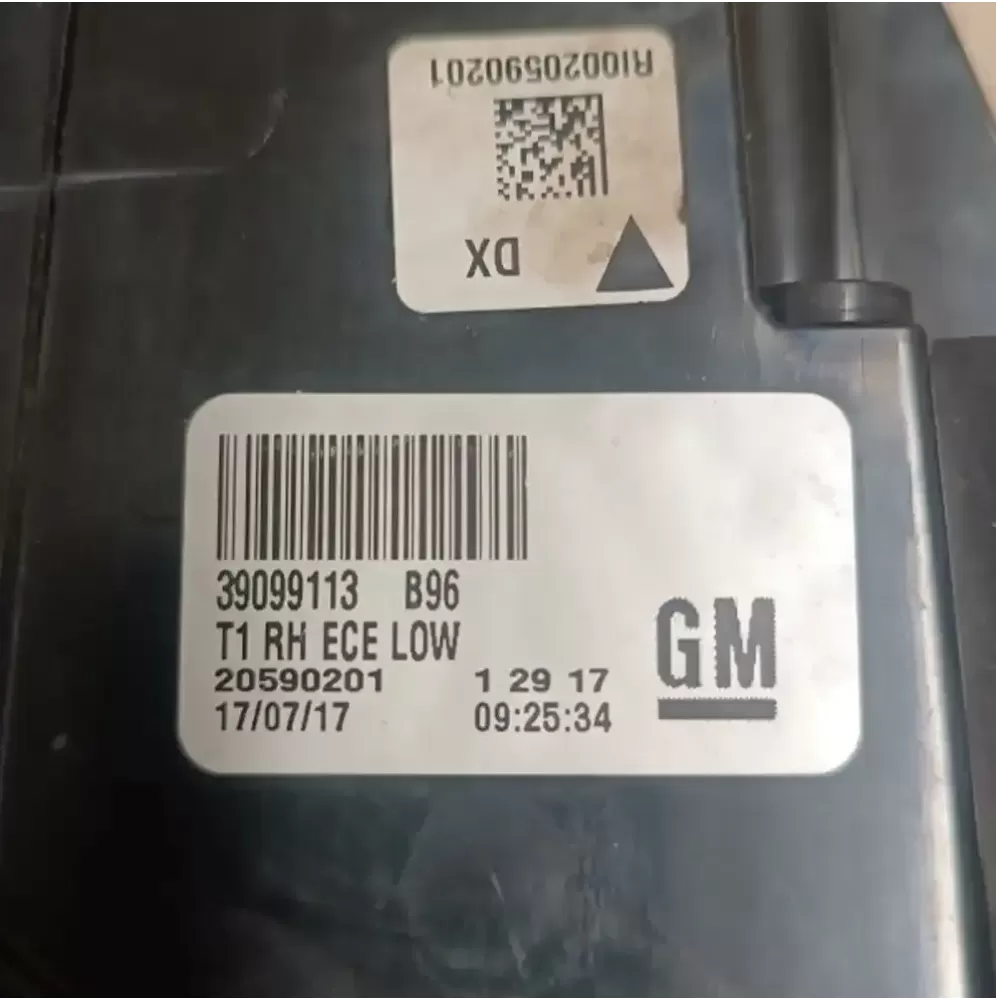 RI0020590201
DX
39099113 B96
T1 RH ECE LOW
20590201 1 29 17
17/07/17 09:25:34
GM